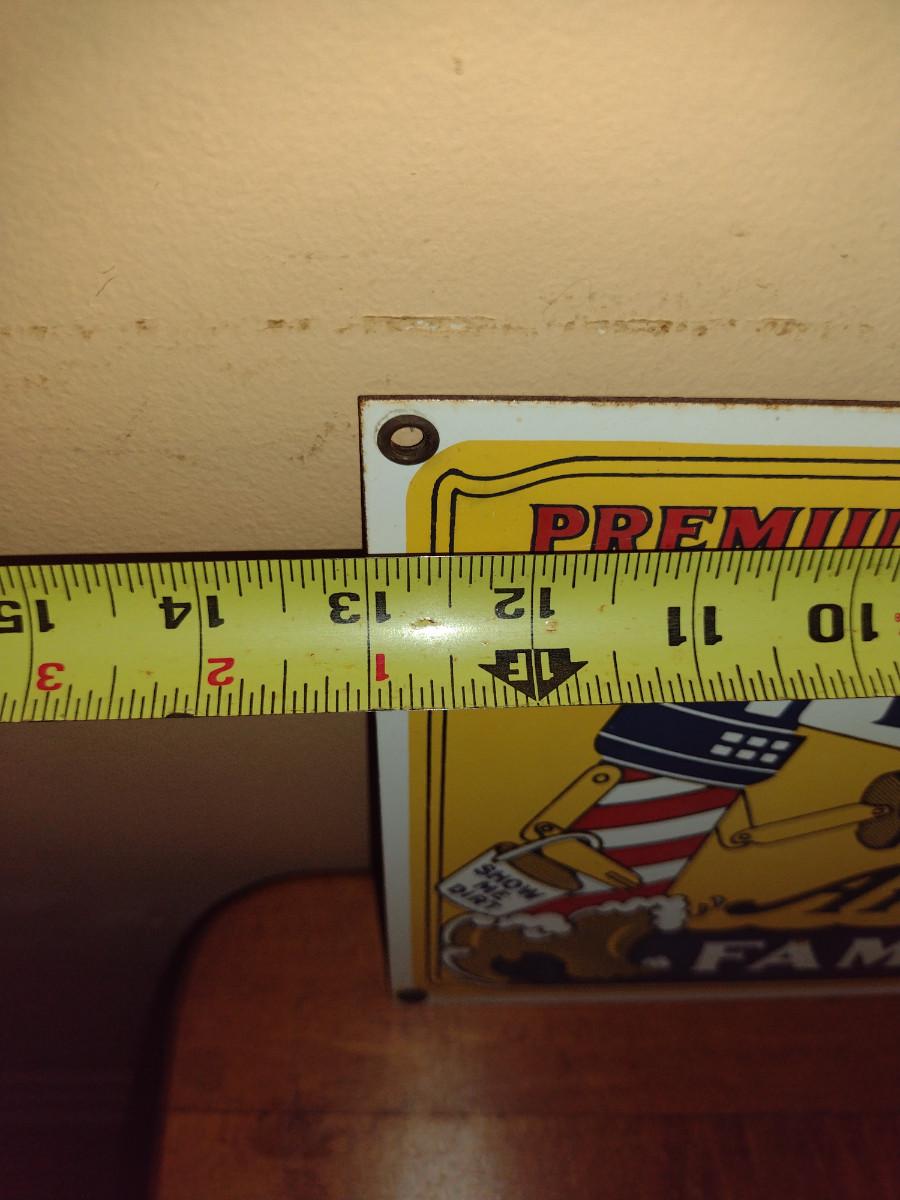 PREMIU
15 14 13 12 11 10
3 2 1 1F
SHOW
ME
DIRT
FAM